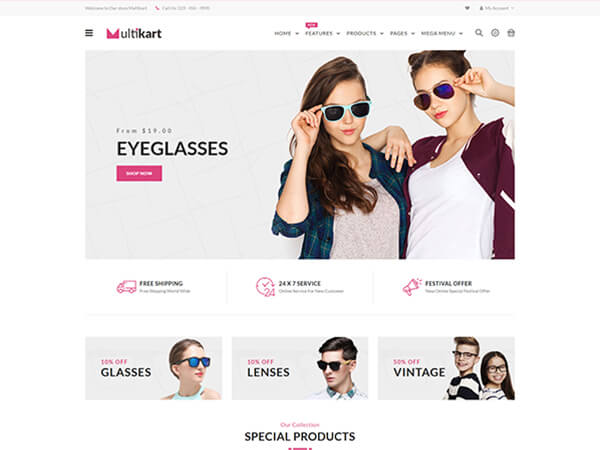 Welcome to Our store Multikart
Call Us: 123 - 456 - 7890
My Account
Multikart
HOME
NEW
FEATURES
PRODUCTS
PAGES
MEGA MENU
From $19.00
EYEGLASSES
SHOP NOW
FREE SHIPPING
Free Shipping World Wide
24 X 7 SERVICE
Online Service For New Customer
FESTIVAL OFFER
New Online Special Festival Offer
10% OFF
GLASSES
10% OFF
LENSES
50% OFF
VINTAGE
Our Collection
SPECIAL PRODUCTS